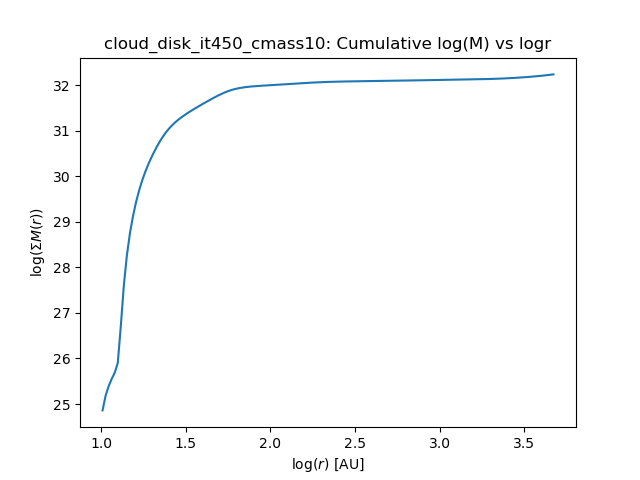 cloud_disk_it450_cmass10: Cumulative log(M) vs logr
32
31
30
29
28
27
26
25
log(ΣM(r))
1.0 1.5 2.0 2.5 3.0 3.5
log(r) [AU]